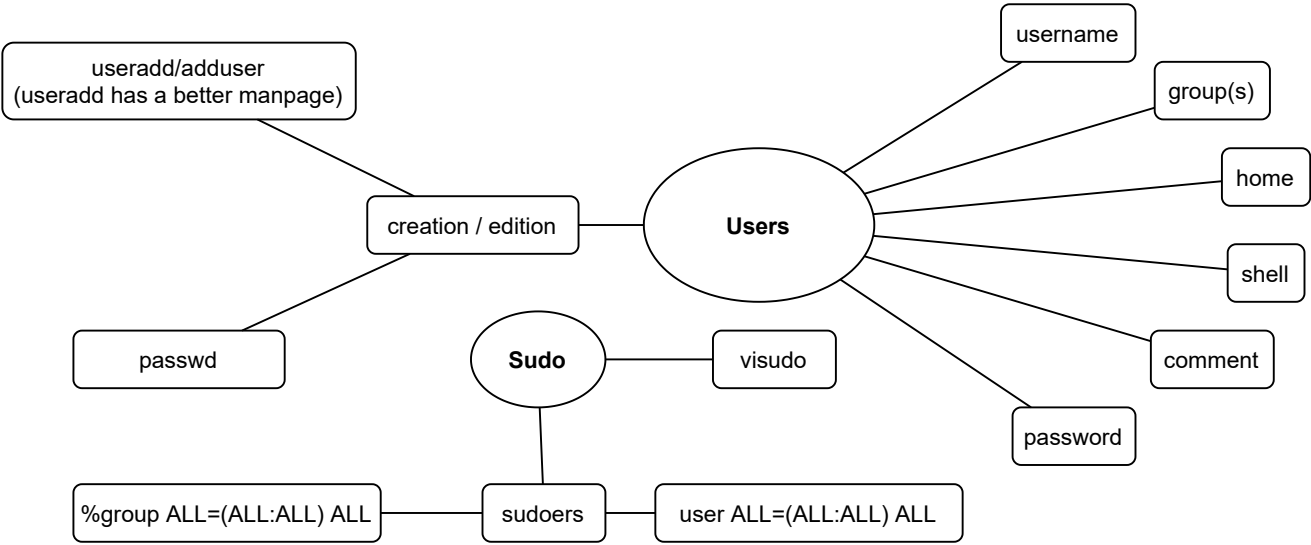 username
useradd/adduser
(useradd has a better manpage)
group(s)
home
creation / edition
Users
shell
passwd
Sudo
visudo
comment
password
%group ALL=(ALL:ALL) ALL
sudoers
user ALL=(ALL:ALL) ALL